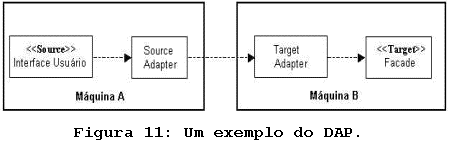 <<Source>>
Interface Usuário
Source
Adapter
Máquina A
Target
Adapter
<<Target>>
Facade
Máquina B
Figura 11: Um exemplo do DAP.